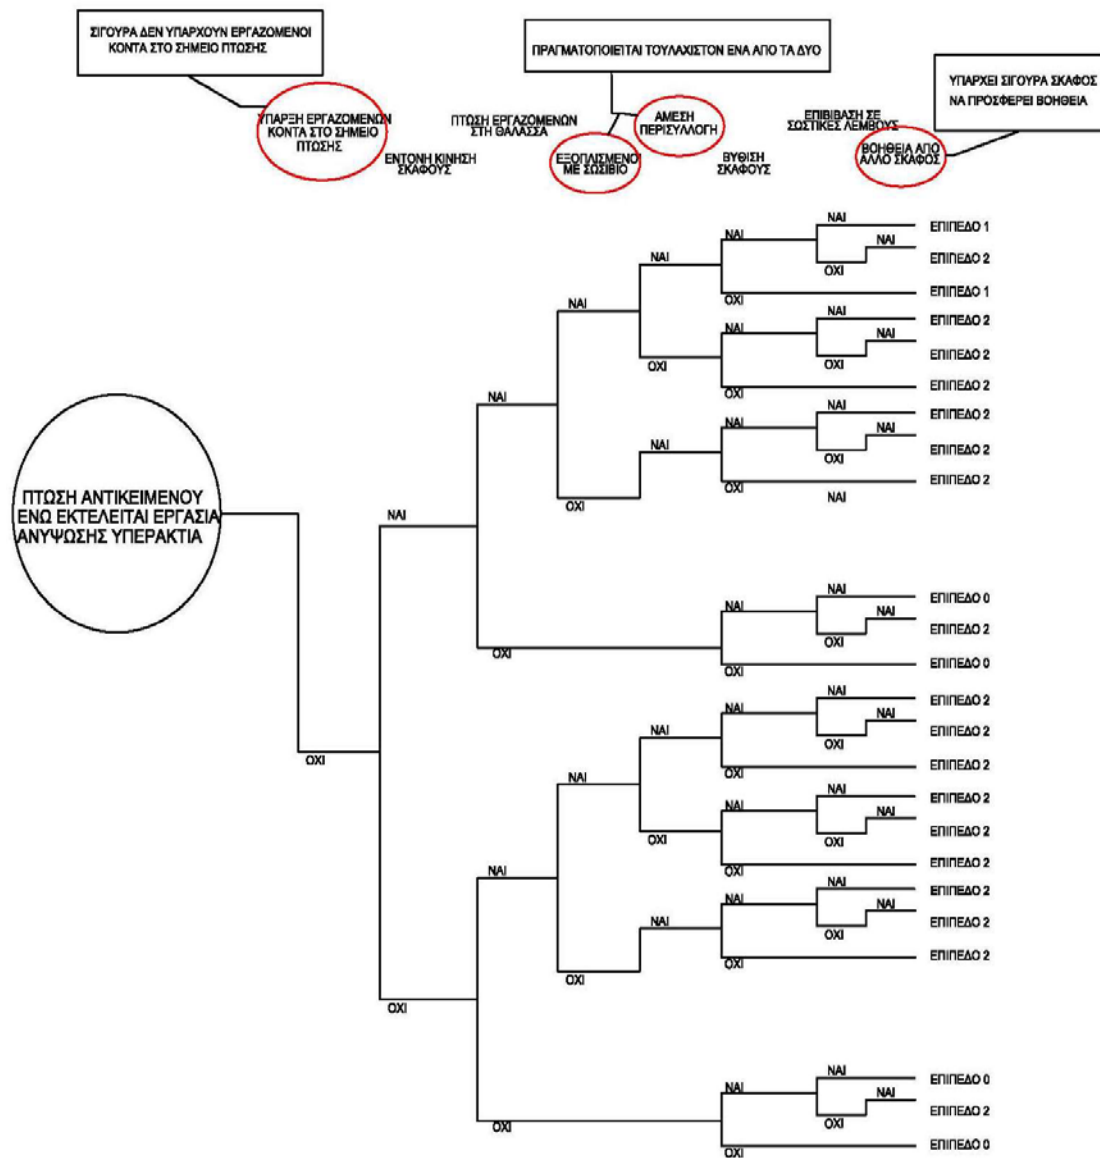 ΣΙΓΟΥΡΑ ΔΕΝ ΥΠΑΡΧΟΥΝ ΕΡΓΑΖΟΜΕΝΟΙ
ΚΟΝΤΑ ΣΤΟ ΣΗΜΕΙΟ ΠΤΩΣΗΣ
ΠΡΑΓΜΑΤΟΠΟΙΕΙΤΑΙ ΤΟΥΛΑΧΙΣΤΟΝ ΕΝΑ ΑΠΟ ΤΑ ΔΥΟ
ΥΠΑΡΧΕΙ ΣΙΓΟΥΡΑ ΣΚΑΦΟΣ
ΝΑ ΠΡΟΣΦΕΡΕΙ ΒΟΗΘΕΙΑ
ΥΠΑΡΞΗ ΕΡΓΑΖΟΜΕΝΩΝ
ΚΟΝΤΑ ΣΤΟ ΣΗΜΕΙΟ
ΠΤΩΣΗΣ
ΕΝΤΟΝΗ ΚΙΝΗΣΗ
ΣΚΑΦΟΥΣ
ΠΤΩΣΗ ΕΡΓΑΖΟΜΕΝΩΝ
ΣΤΗ ΘΑΛΑΣΣΑ
ΕΞΟΠΛΙΣΜΕΝΟΙ
ΜΕ ΣΩΣΙΒΙΟ
ΑΜΕΣΗ
ΠΕΡΙΣΥΛΛΟΓΗ
ΒΥΘΙΣΗ
ΣΚΑΦΟΥΣ
ΕΠΙΒΙΒΑΣΗ ΣΕ
ΣΩΣΤΙΚΕΣ ΛΕΜΒΟΥΣ
ΒΟΗΘΕΙΑ ΑΠΟ
ΑΛΛΟ ΣΚΑΦΟΣ
ΝΑΙ
ΕΠΙΠΕΔΟ 1
ΝΑΙ
ΝΑΙ
ΟΧΙ
ΕΠΙΠΕΔΟ 2
ΝΑΙ
ΟΧΙ
ΕΠΙΠΕΔΟ 1
ΝΑΙ
ΝΑΙ
ΕΠΙΠΕΔΟ 2
ΝΑΙ
ΝΑΙ
ΟΧΙ
ΕΠΙΠΕΔΟ 2
ΟΧΙ
ΟΧΙ
ΕΠΙΠΕΔΟ 2
ΝΑΙ
ΝΑΙ
ΕΠΙΠΕΔΟ 2
ΝΑΙ
ΝΑΙ
ΝΑΙ
ΟΧΙ
ΕΠΙΠΕΔΟ 2
ΟΧΙ
ΕΠΙΠΕΔΟ 2
ΟΧΙ
ΝΑΙ
ΠΤΩΣΗ ΑΝΤΙΚΕΙΜΕΝΟΥ
ΕΝΩ ΕΚΤΕΛΕΙΤΑΙ ΕΡΓΑΣΙΑ
ΑΝΥΨΩΣΗΣ ΥΠΕΡΑΚΤΙΑ
ΝΑΙ
ΝΑΙ
ΕΠΙΠΕΔΟ 0
ΝΑΙ
ΝΑΙ
ΟΧΙ
ΕΠΙΠΕΔΟ 2
ΟΧΙ
ΟΧΙ
ΕΠΙΠΕΔΟ 0
ΝΑΙ
ΕΠΙΠΕΔΟ 2
ΝΑΙ
ΝΑΙ
ΝΑΙ
ΟΧΙ
ΕΠΙΠΕΔΟ 2
ΟΧΙ
ΟΧΙ
ΕΠΙΠΕΔΟ 2
ΝΑΙ
ΝΑΙ
ΕΠΙΠΕΔΟ 2
ΝΑΙ
ΝΑΙ
ΟΧΙ
ΟΧΙ
ΕΠΙΠΕΔΟ 2
ΟΧΙ
ΕΠΙΠΕΔΟ 2
ΝΑΙ
ΝΑΙ
ΕΠΙΠΕΔΟ 2
ΝΑΙ
ΝΑΙ
ΝΑΙ
ΟΧΙ
ΕΠΙΠΕΔΟ 2
ΟΧΙ
ΟΧΙ
ΕΠΙΠΕΔΟ 2
ΟΧΙ
ΝΑΙ
ΕΠΙΠΕΔΟ 0
ΝΑΙ
ΝΑΙ
ΟΧΙ
ΕΠΙΠΕΔΟ 2
ΟΧΙ
ΟΧΙ
ΕΠΙΠΕΔΟ 0